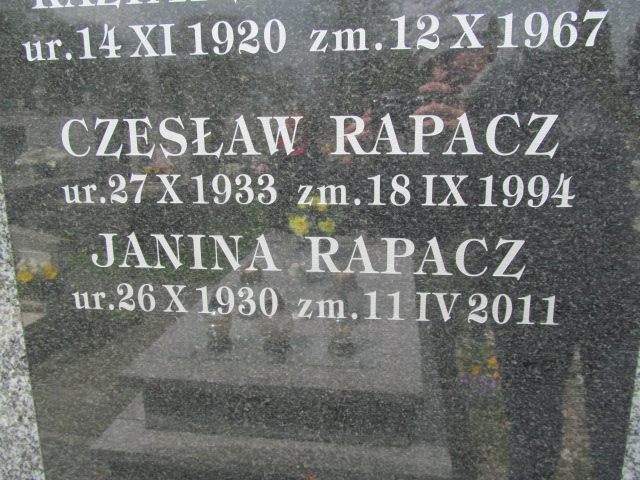 ur.14 XI 1920 zm.12 X 1967
CZESŁAW RAPACZ
ur.27 X 1933 zm.18 IX 1994
JANINA RAPACZ
ur.26 X 1930 zm.11 IV 2011